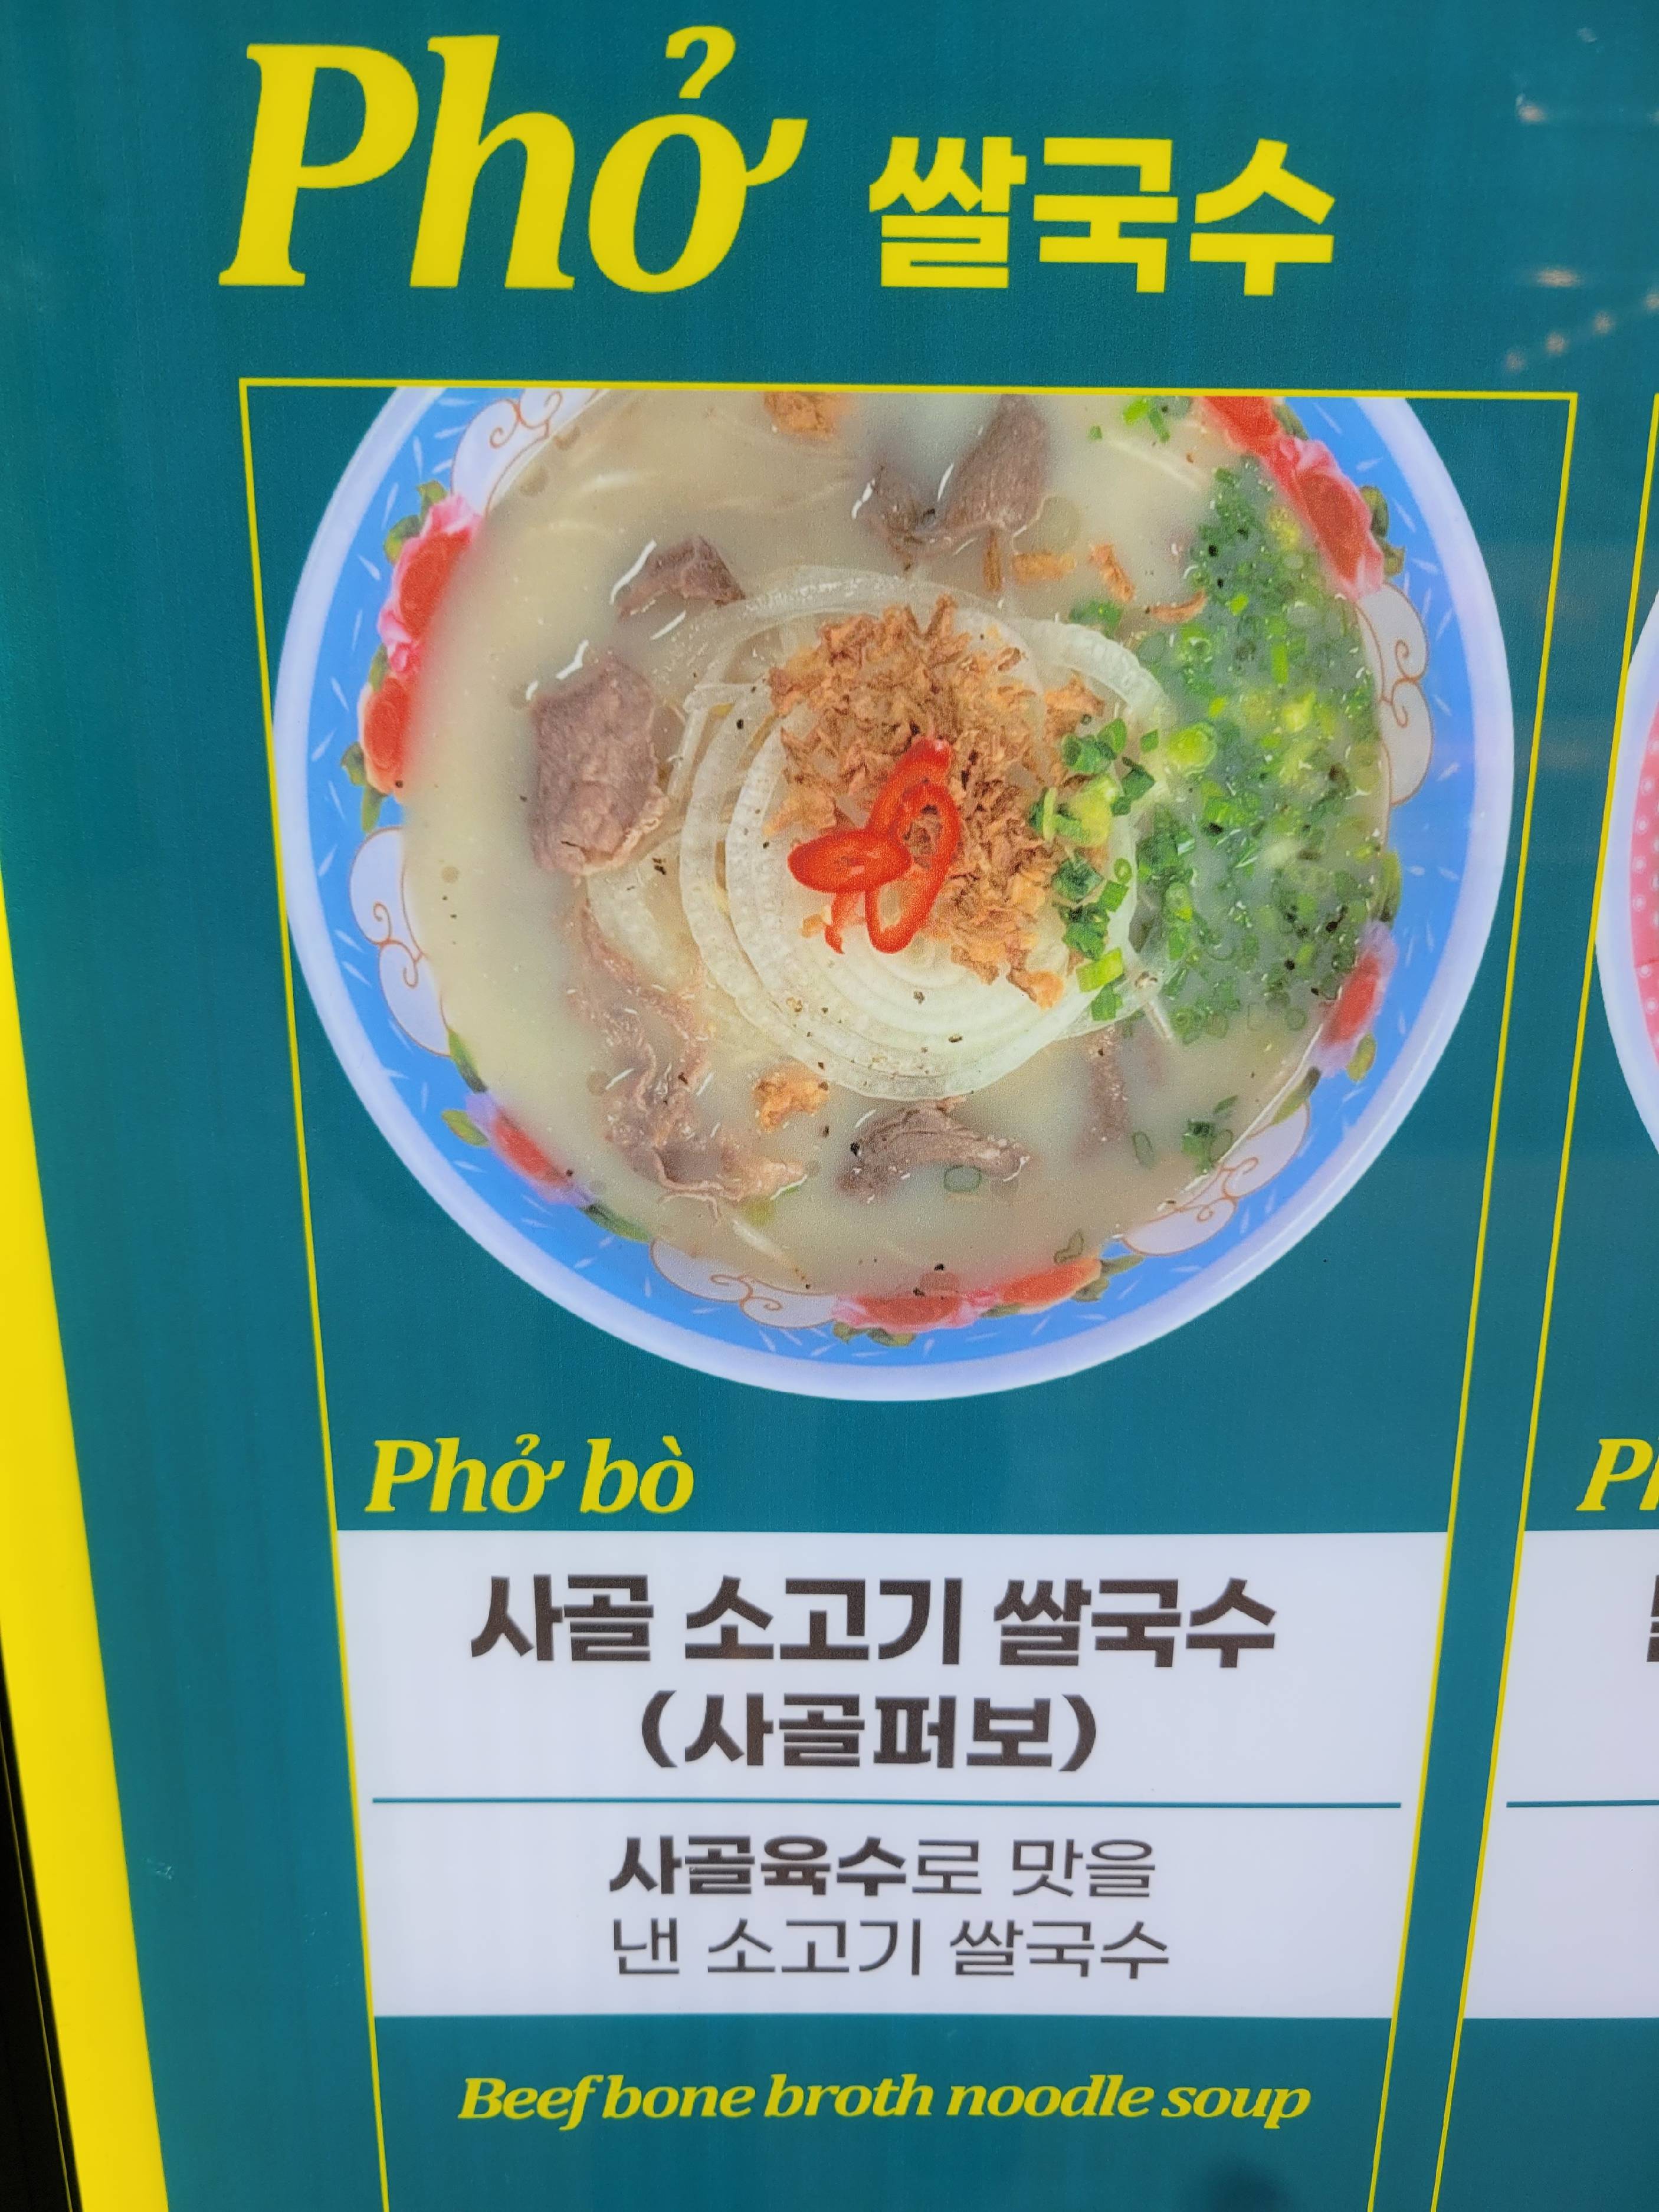 Phở 쌀국수
Phở bò
사골 소고기 쌀국수
(사골퍼보)
사골육수로 맛을
낸 소고기 쌀국수
Beef bone broth noodle soup